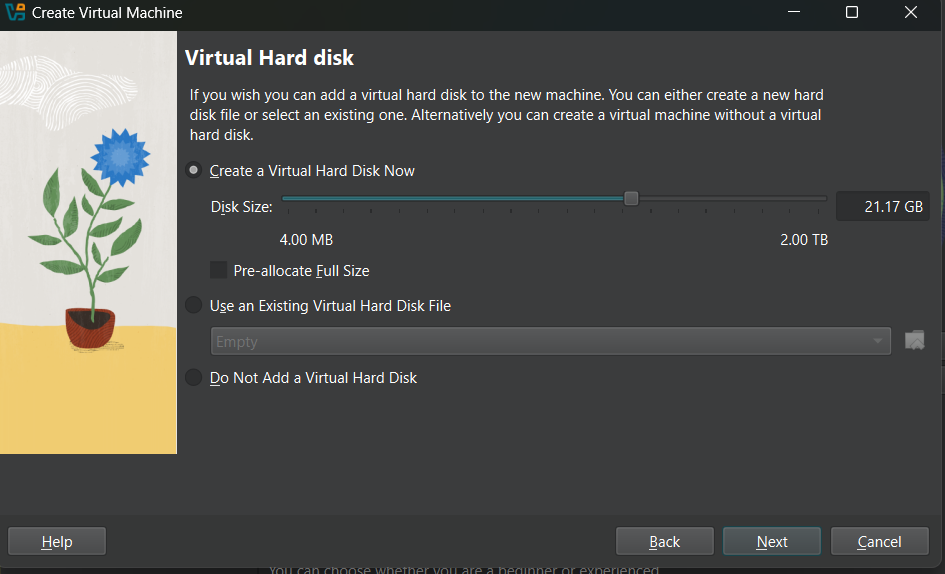 Create Virtual Machine
Virtual Hard disk
If you wish you can add a virtual hard disk to the new machine. You can either create a new hard
disk file or select an existing one. Alternatively you can create a virtual machine without a virtual
hard disk.
Create a Virtual Hard Disk Now
Disk Size:
21.17 GB
4.00 MB
2.00 TB
Pre-allocate Full Size
Use an Existing Virtual Hard Disk File
Empty
Do Not Add a Virtual Hard Disk
Help
Back
Next
Cancel
You can choose whether you are a beginner or experienced